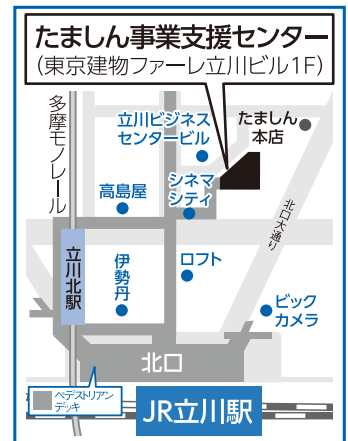 たましん事業支援センター
(東京建物ファーレ立川ビル1F)
多摩モノレール
立川ビジネス
センタービル
たましん
本店
高島屋
シネマ
シティ
北口大通り
立川北駅
伊勢丹
ロフト
ビック
カメラ
北口
ペデストリアン
デッキ
JR立川駅